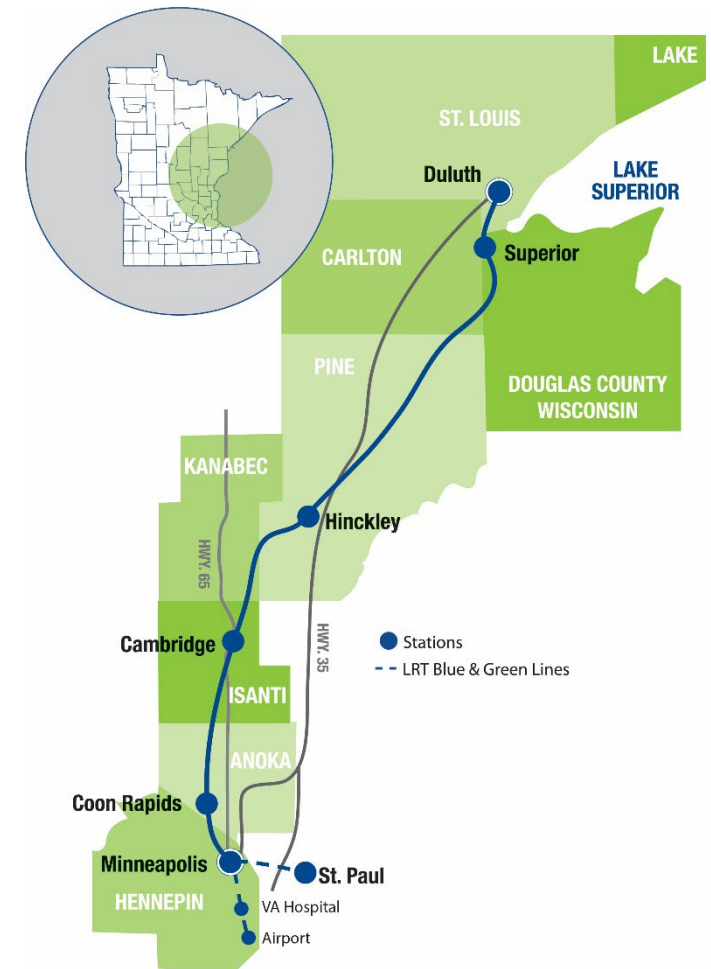 LAKE
ST. LOUIS
Duluth
LAKE
SUPERIOR
CARLTON
Superior
PINE
DOUGLAS COUNTY
WISCONSIN
KANABEC
Hinckley
HWY. 65
HWY. 35
Cambridge
Stations
LRT Blue & Green Lines
ISANTI
ANOKA
Coon Rapids
Minneapolis
St. Paul
HENNEPIN
VA Hospital
Airport